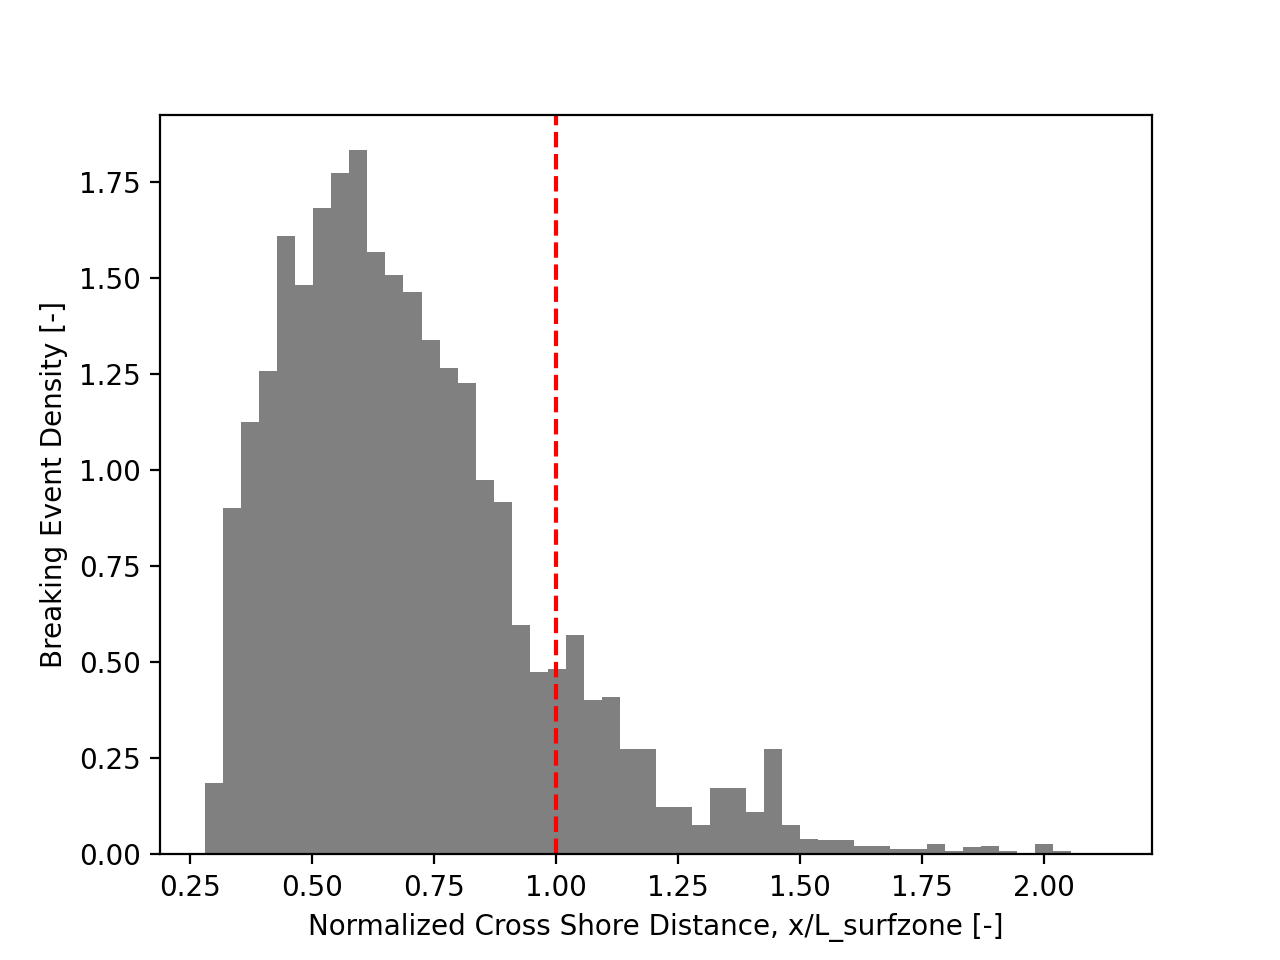 1.75
1.50
1.25
1.00
0.75
0.50
0.25
0.00
Breaking Event Density [-]
0.25 0.50 0.75 1.00 1.25 1.50 1.75 2.00
Normalized Cross Shore Distance, x/L_surfzone [-]